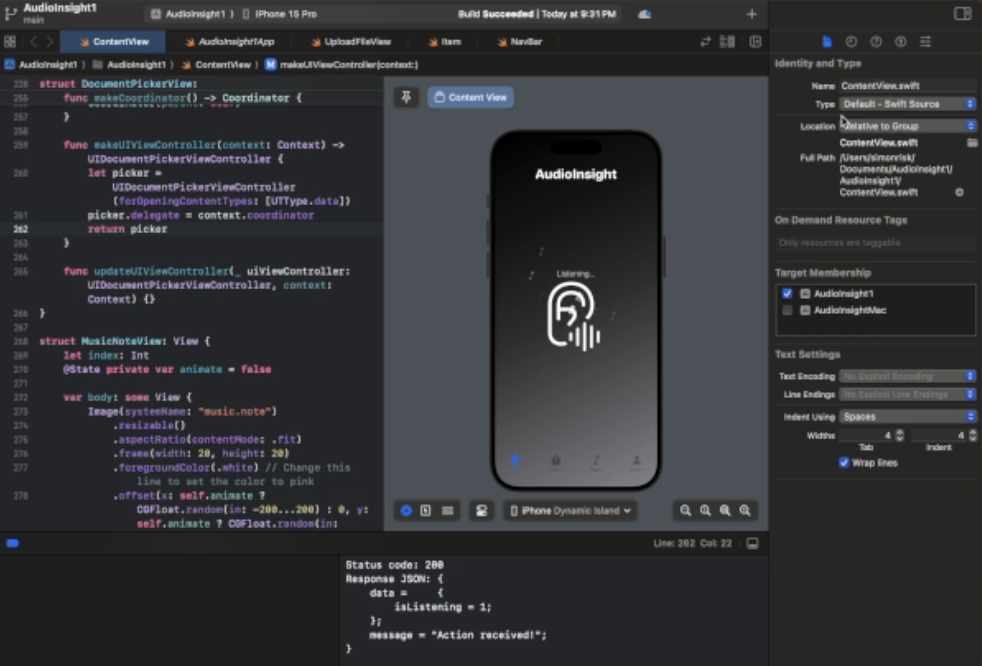 AudioInsight1
main
AudioInsight1 ⟩ iPhone 15 Pro
Build Succeeded | Today at 9:31 PM
ContentView
AudioInsight1App
UploadFileView
Item
NavBar
AudioInsight1 ⟩ AudioInsight1 ⟩ ContentView ⟩ M makeUIViewController(context:)
228 struct DocumentPickerView:
255 func makeCoordinator() -> Coordinator {
257 }
258
259 func makeUIViewController(context: Context) ->
UIDocumentPickerViewController {
260 let picker =
UIDocumentPickerViewController
(forOpeningContentTypes: [UTType.data])
261 picker.delegate = context.coordinator
262 return picker
263 }
264
265 func updateUIViewController(_ uiViewController:
UIDocumentPickerViewController, context:
Context) {}
266 }
267
268 struct MusicNoteView: View {
269 let index: Int
270 @State private var animate = false
271
272 var body: some View {
273 Image(systemName: "music.note")
274 .resizable()
275 .aspectRatio(contentMode: .fit)
276 .frame(width: 20, height: 20)
277 .foregroundColor(.white) // Change this
line to set the color to pink
278 .offset(x: self.animate ?
CGFloat.random(in: -200...200) : 0, y:
self.animate ? CGFloat.random(in:
Content View
AudioInsight
Listening...
iPhone Dynamic Island
Line: 262 Col: 22
Status code: 200
Response JSON: {
data = {
isListening = 1;
};
message = "Action received!";
}
Identity and Type
Name ContentView.swift
Type Default - Swift Source
Location Relative to Group
ContentView.swift
Full Path /Users/simonrisk/
Documents/AudioInsight1/
AudioInsight1/
ContentView.swift
On Demand Resource Tags
Only resources are taggable
Target Membership
AudioInsight1
AudioInsightMac
Text Settings
Text Encoding No Explicit Encoding
Line Endings No Explicit Line Endings
Indent Using Spaces
Widths 4 4
Tab Indent
Wrap lines